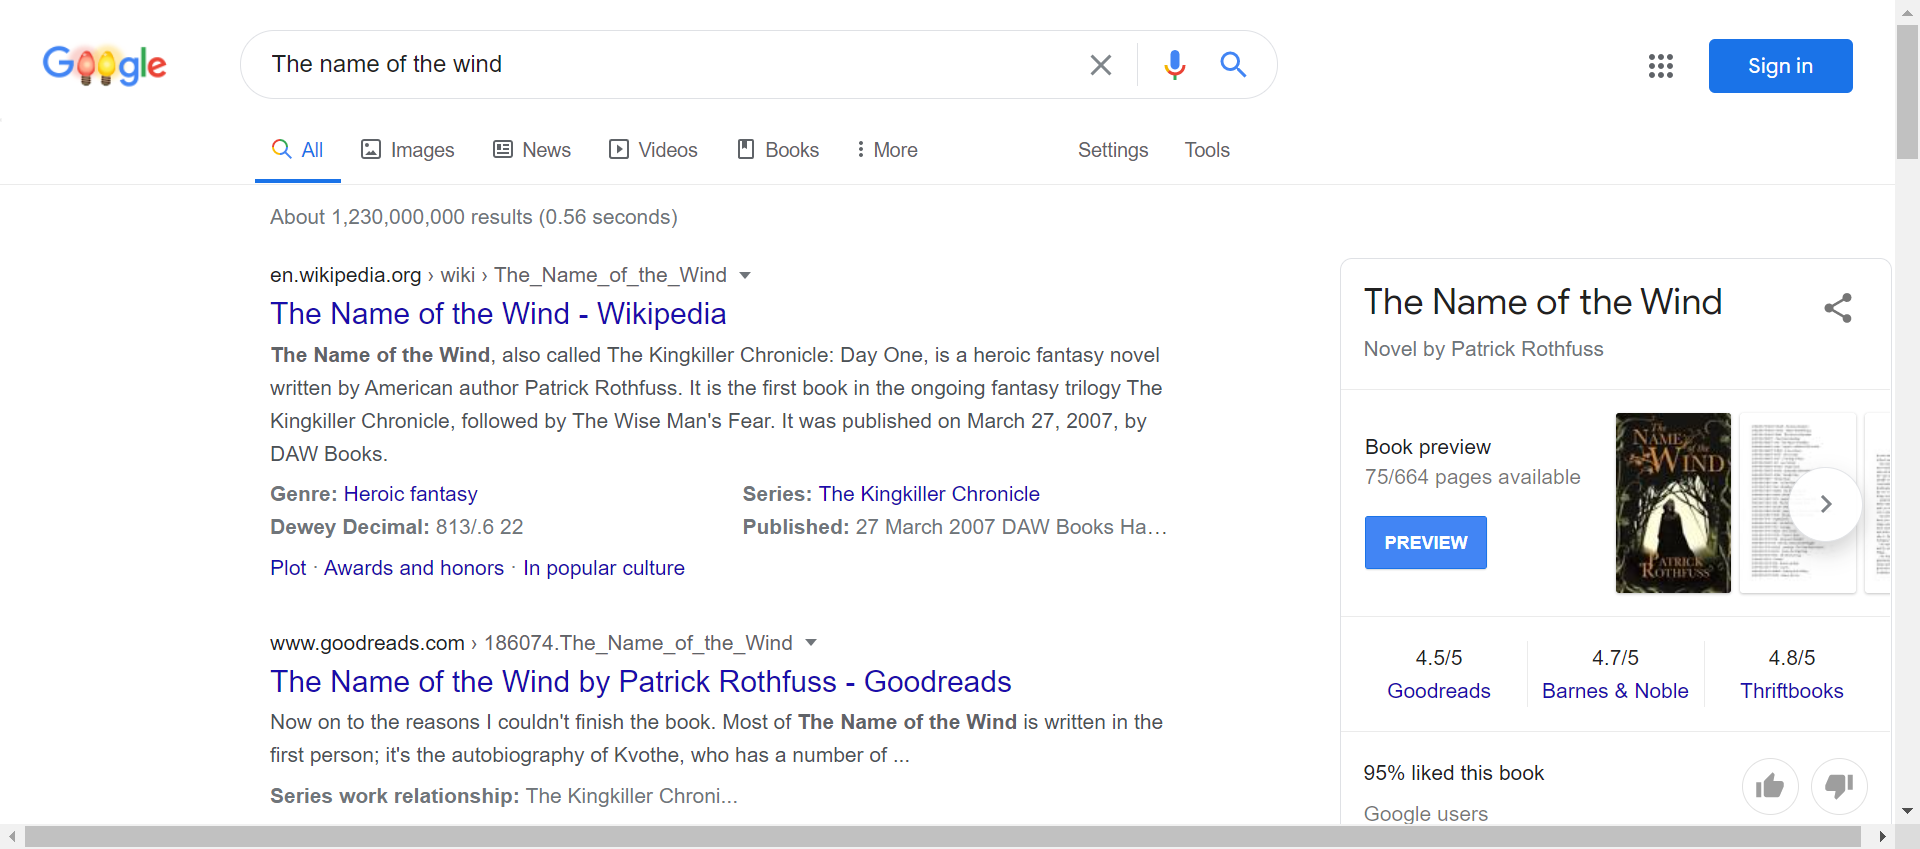 Google
The name of the wind
Sign in
All
Images
News
Videos
Books
More
Settings
Tools
About 1,230,000,000 results (0.56 seconds)
en.wikipedia.org › wiki › The_Name_of_the_Wind
The Name of the Wind - Wikipedia
The Name of the Wind, also called The Kingkiller Chronicle: Day One, is a heroic fantasy novel
written by American author Patrick Rothfuss. It is the first book in the ongoing fantasy trilogy The
Kingkiller Chronicle, followed by The Wise Man's Fear. It was published on March 27, 2007, by
DAW Books.
Genre: Heroic fantasy
Series: The Kingkiller Chronicle
Dewey Decimal: 813/.6 22
Published: 27 March 2007 DAW Books Ha…
Plot · Awards and honors · In popular culture
www.goodreads.com › 186074.The_Name_of_the_Wind
The Name of the Wind by Patrick Rothfuss - Goodreads
Now on to the reasons I couldn't finish the book. Most of The Name of the Wind is written in the
first person; it's the autobiography of Kvothe, who has a number of ...
Series work relationship: The Kingkiller Chroni...
The Name of the Wind
Novel by Patrick Rothfuss
Book preview
75/664 pages available
PREVIEW
The
NAME
of the
WIND
PATRICK
ROTHFUSS
4.5/5
Goodreads
4.7/5
Barnes & Noble
4.8/5
Thriftbooks
95% liked this book
Google users